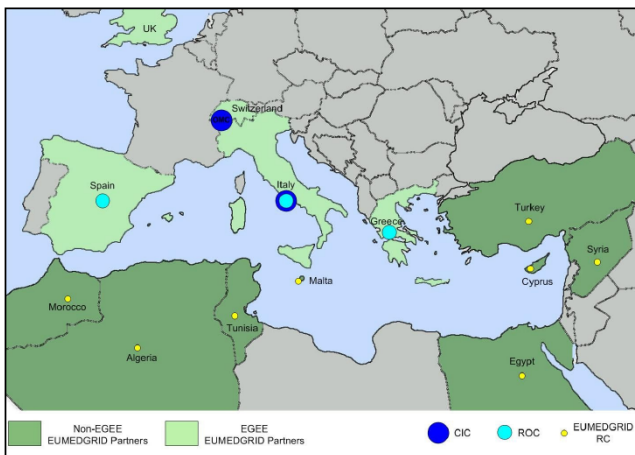 UK
Switzerland
Spain
Italy
Greece
Turkey
Syria
Cyprus
Malta
Morocco
Tunisia
Algeria
Egypt
Non-EGEE
EUMEDGRID Partners
EGEE
EUMEDGRID Partners
CIC
ROC
EUMEDGRID
RC